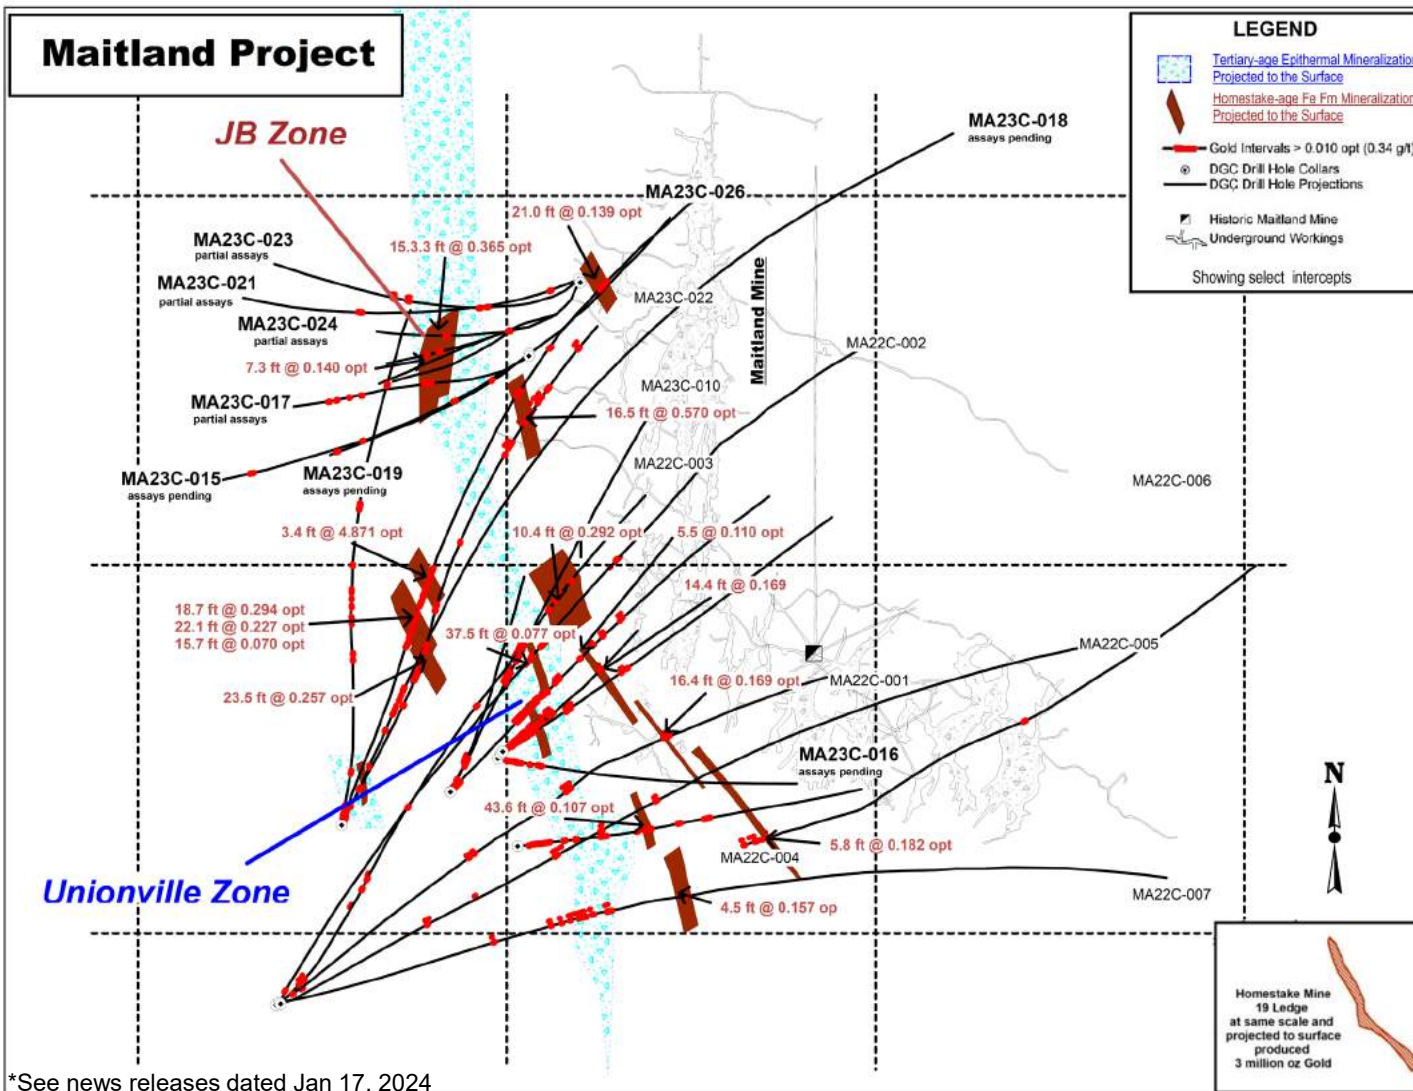 Maitland Project
LEGEND
Tertiary-age Epithermal Mineralization
Projected to the Surface
Homestake-age Fe Fm Mineralization
Projected to the Surface
Gold Intervals > 0.010 opt (0.34 g/t)
DGC Drill Hole Collars
DGC Drill Hole Projections
Historic Maitland Mine
Underground Workings
Showing select intercepts
JB Zone
MA23C-018
assays pending
MA23C-026
21.0 ft @ 0.139 opt
MA23C-023
partial assays
15.3.3 ft @ 0.365 opt
MA23C-021
partial assays
MA23C-022
MA23C-024
partial assays
Maitland Mine
MA22C-002
7.3 ft @ 0.140 opt
MA23C-010
MA23C-017
partial assays
16.5 ft @ 0.570 opt
MA22C-003
MA23C-015
assays pending
MA23C-019
assays pending
MA22C-006
3.4 ft @ 4.871 opt
10.4 ft @ 0.292 opt
5.5 @ 0.110 opt
14.4 ft @ 0.169
18.7 ft @ 0.294 opt
22.1 ft @ 0.227 opt
15.7 ft @ 0.070 opt
37.5 ft @ 0.077 opt
MA22C-005
23.5 ft @ 0.257 opt
16.4 ft @ 0.169 opt
MA22C-001
MA23C-016
assays pending
43.6 ft @ 0.107 opt
5.8 ft @ 0.182 opt
MA22C-004
Unionville Zone
MA22C-007
4.5 ft @ 0.157 op
N
Homestake Mine
19 Ledge
at same scale and
projected to surface
produced
3 million oz Gold
*See news releases dated Jan 17, 2024